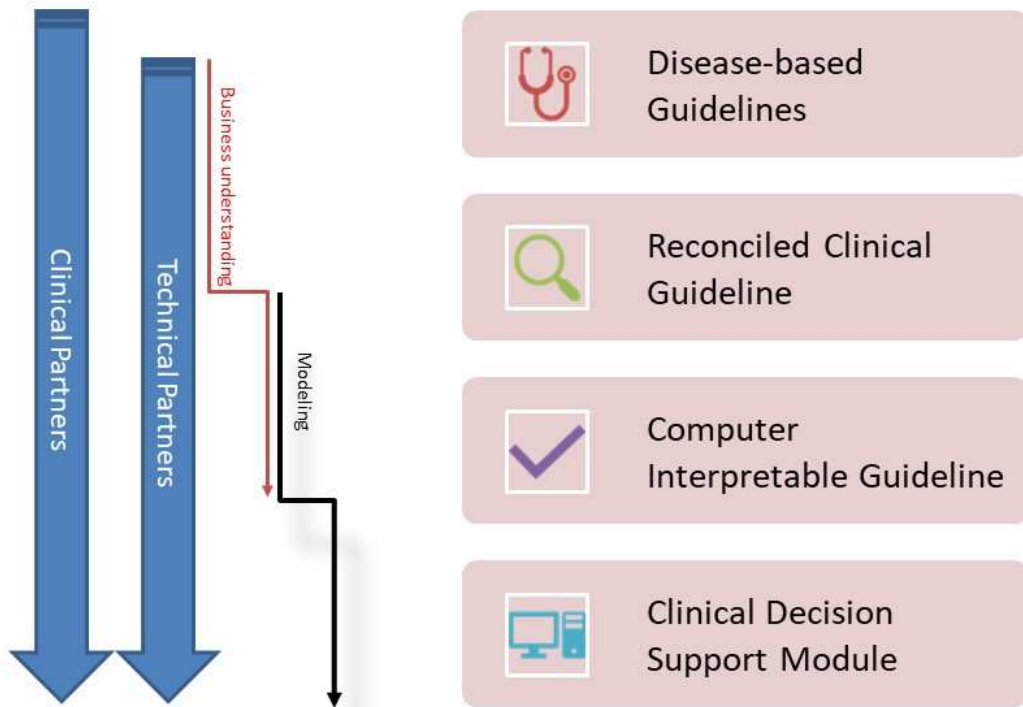 Clinical Partners
Technical Partners
Business understanding
Modeling
Disease-based
Guidelines
Reconciled Clinical
Guideline
Computer
Interpretable Guideline
Clinical Decision
Support Module